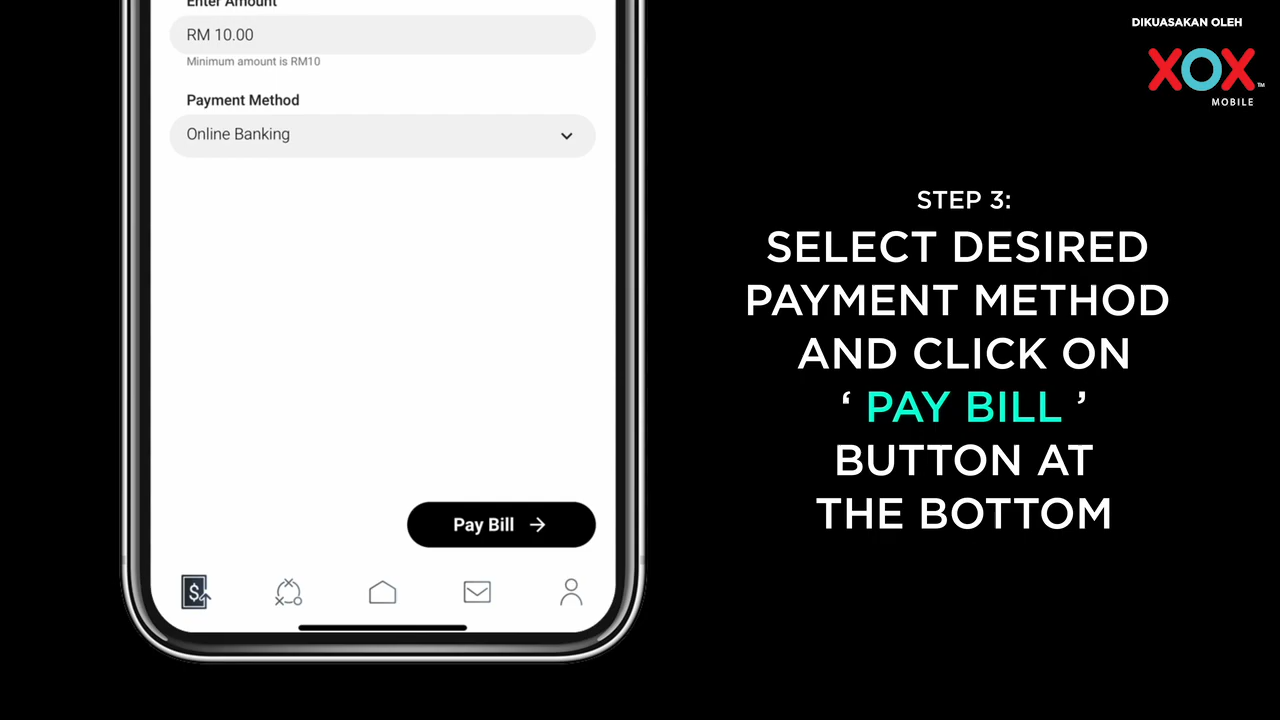 Enter Amount
RM 10.00
Minimum amount is RM10
Payment Method
Online Banking
Pay Bill
DIKUASAKAN OLEH
XOX
TM
MOBILE
STEP 3:
SELECT DESIRED
PAYMENT METHOD
AND CLICK ON
‘ PAY BILL ’
BUTTON AT
THE BOTTOM